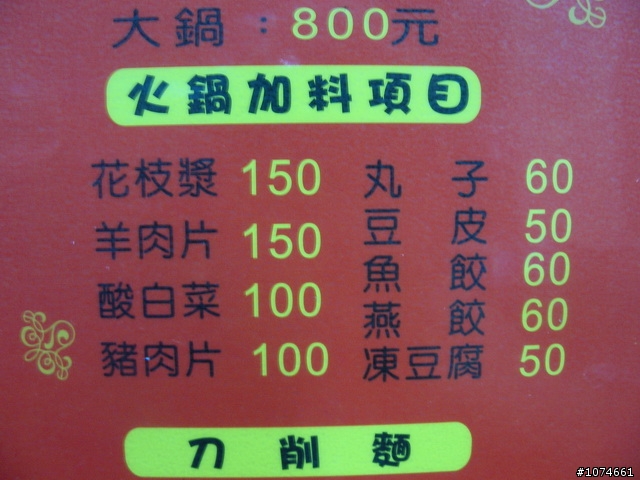 大鍋：800元
火鍋加料項目
花枝漿 150
羊肉片 150
酸白菜 100
豬肉片 100
丸子 60
豆皮 50
魚餃 60
燕餃 60
凍豆腐 50
刀削麵
#1074661